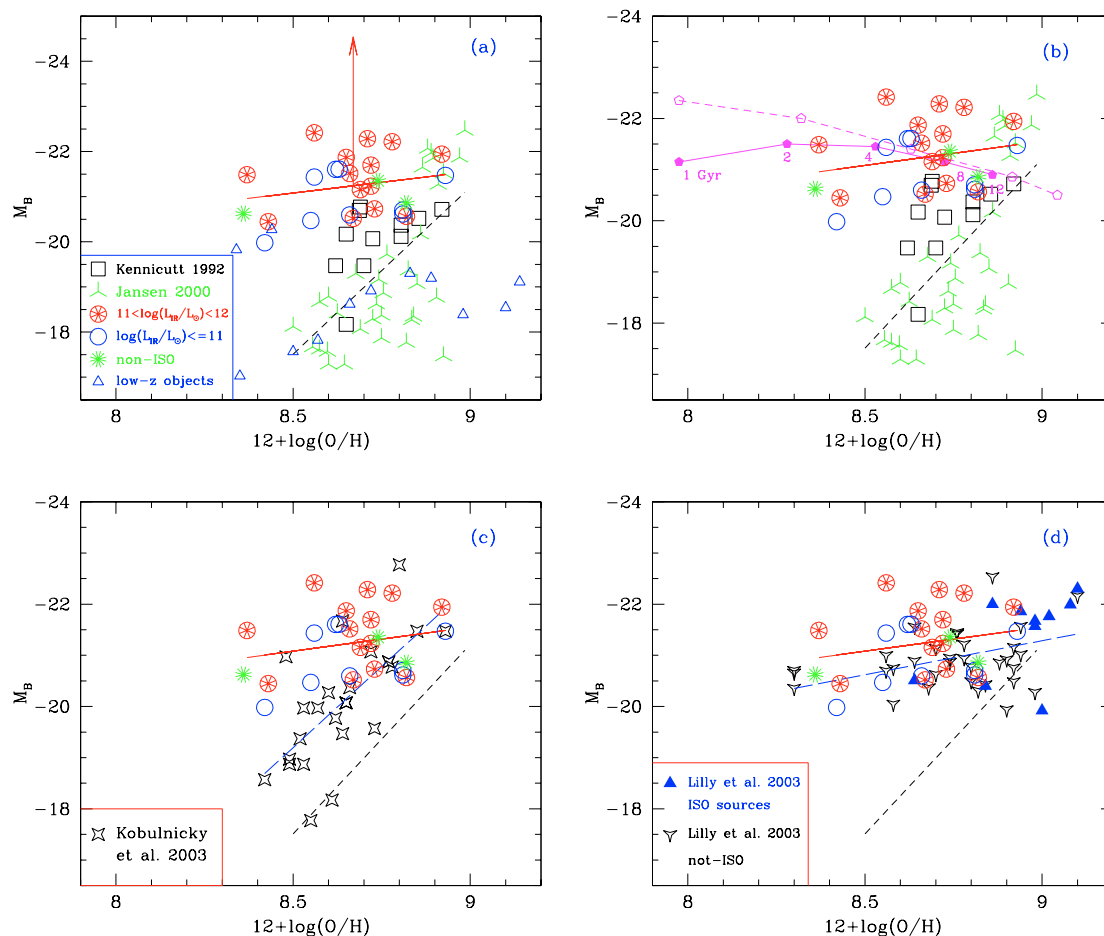 (a)
-24
-22
-20
-18
M_B
Kennicutt 1992
Jansen 2000
11<log(L_IR/L_⊙)<12
log(L_IR/L_⊙)<=11
non-ISO
low-z objects
8
8.5
9
12+log(O/H)
(b)
-24
-22
-20
-18
M_B
1 Gyr
2
4
8
12
8
8.5
9
12+log(O/H)
(c)
-24
-22
-20
-18
M_B
Kobulnicky
et al. 2003
8
8.5
9
12+log(O/H)
(d)
-24
-22
-20
-18
M_B
Lilly et al. 2003
ISO sources
Lilly et al. 2003
not-ISO
8
8.5
9
12+log(O/H)